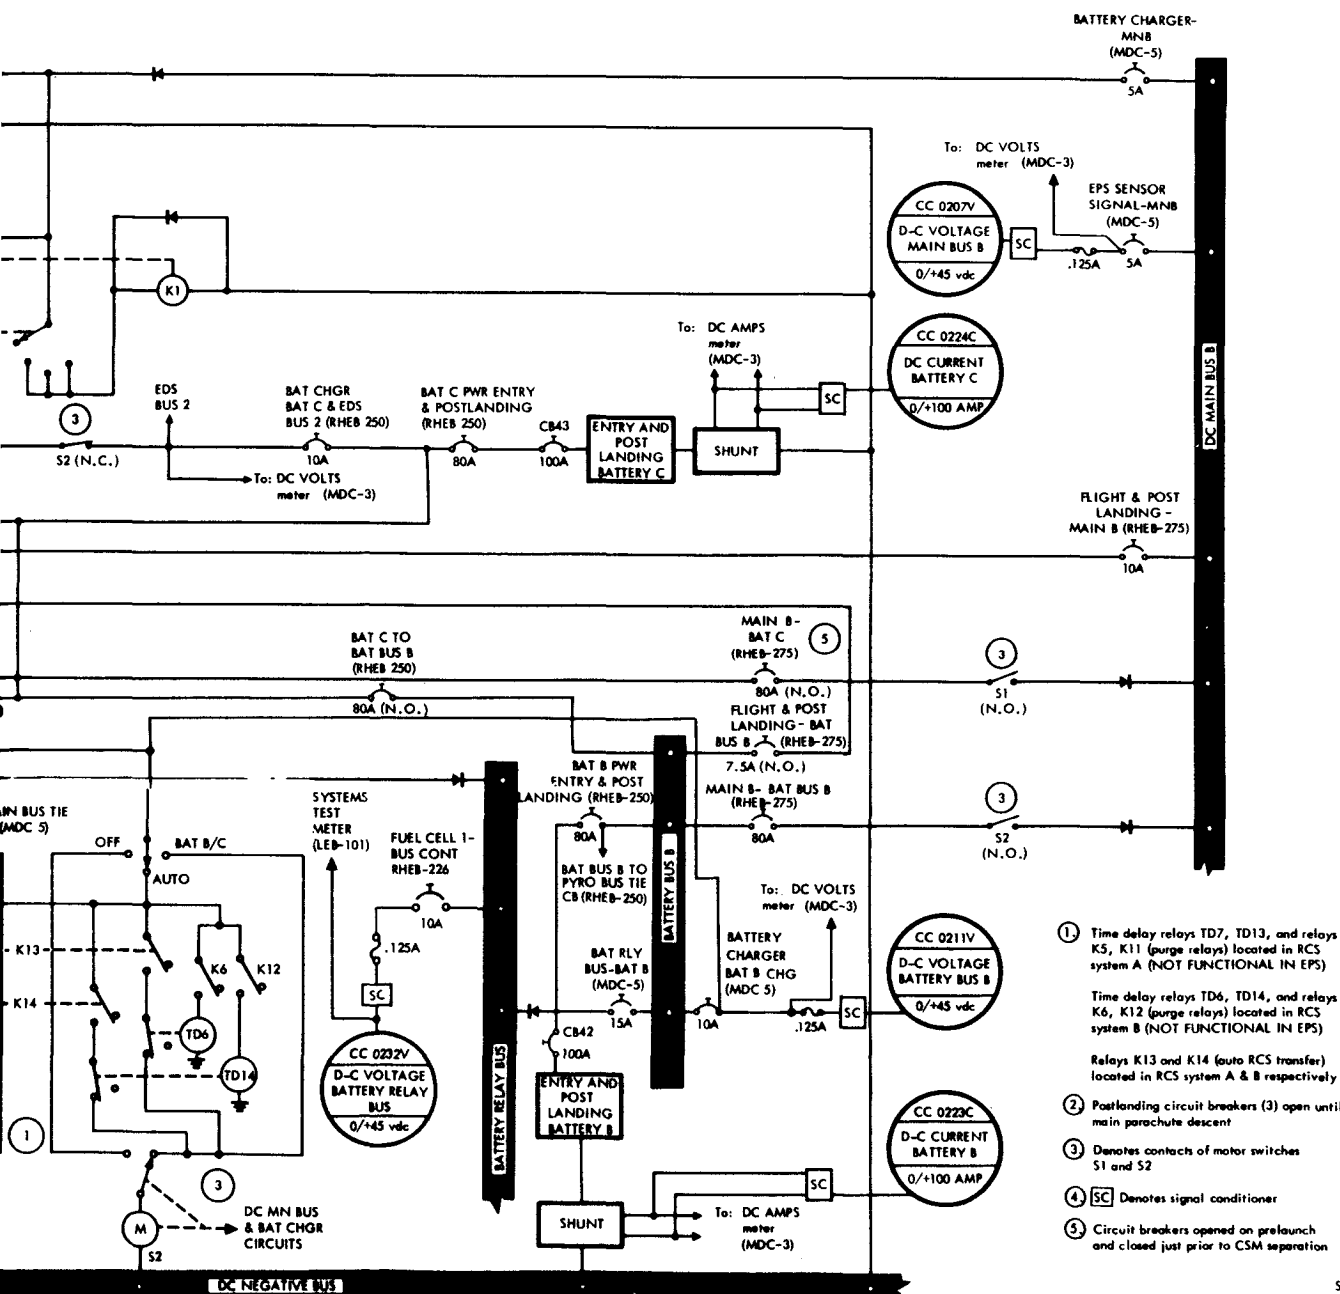 BATTERY CHARGER-
MNB
(MDC-5)
5A
To: DC VOLTS
meter (MDC-3)
EPS SENSOR
SIGNAL-MNB
(MDC-5)
CC 0207V
D-C VOLTAGE
MAIN BUS B
0/+45 vdc
SC
.125A
5A
K1
To: DC AMPS
meter
(MDC-3)
CC 0224C
DC CURRENT
BATTERY C
0/+100 AMP
SC
DC MAIN BUS B
3
S2 (N.C.)
EDS
BUS 2
BAT CHGR
BAT C & EDS
BUS 2 (RHEB 250)
10A
BAT C PWR ENTRY
& POSTLANDING
(RHEB 250)
80A
CB43
100A
ENTRY AND
POST
LANDING
BATTERY C
SHUNT
To: DC VOLTS
meter (MDC-3)
FLIGHT & POST
LANDING -
MAIN B (RHEB-275)
10A
BAT C TO
BAT BUS B
(RHEB 250)
80A (N.O.)
MAIN B-
BAT C
(RHEB-275)
5
80A (N.O.)
3
S1
(N.O.)
FLIGHT & POST
LANDING- BAT
BUS B (RHEB-275)
7.5A (N.O.)
BAT B PWR
ENTRY & POST
LANDING (RHEB-250)
80A
MAIN B- BAT BUS B
(RHEB-275)
80A
3
S2
(N.O.)
BUS TIE
(MDC 5)
OFF
BAT B/C
AUTO
SYSTEMS
TEST
METER
(LEB-101)
FUEL CELL 1-
BUS CONT
RHEB-226
10A
.125A
SC
BAT BUS B TO
PYRO BUS TIE
CB (RHEB-250)
BATTERY BUS B
To: DC VOLTS
meter (MDC-3)
BATTERY
CHARGER
BAT B CHG
(MDC 5)
10A
.125A
SC
CC 0211V
D-C VOLTAGE
BATTERY BUS B
0/+45 vdc
BAT RLY
BUS-BAT B
(MDC-5)
15A
K13
K14
K6
K12
TD6
TD14
CC 0232V
D-C VOLTAGE
BATTERY RELAY
BUS
0/+45 vdc
BATTERY RELAY BUS
CB42
100A
ENTRY AND
POST
LANDING
BATTERY B
CC 0223C
D-C CURRENT
BATTERY B
0/+100 AMP
SC
SHUNT
To: DC AMPS
meter
(MDC-3)
1
3
M
S2
DC MN BUS
& BAT CHGR
CIRCUITS
DC NEGATIVE BUS
1. Time delay relays TD7, TD13, and relays
K5, K11 (purge relays) located in RCS
system A (NOT FUNCTIONAL IN EPS)
Time delay relays TD6, TD14, and relays
K6, K12 (purge relays) located in RCS
system B (NOT FUNCTIONAL IN EPS)
Relays K13 and K14 (auto RCS transfer)
located in RCS system A & B respectively
2. Postlanding circuit breakers (3) open until
main parachute descent
3. Denotes contacts of motor switches
S1 and S2
4. SC Denotes signal conditioner
5. Circuit breakers opened on prelaunch
and closed just prior to CSM separation